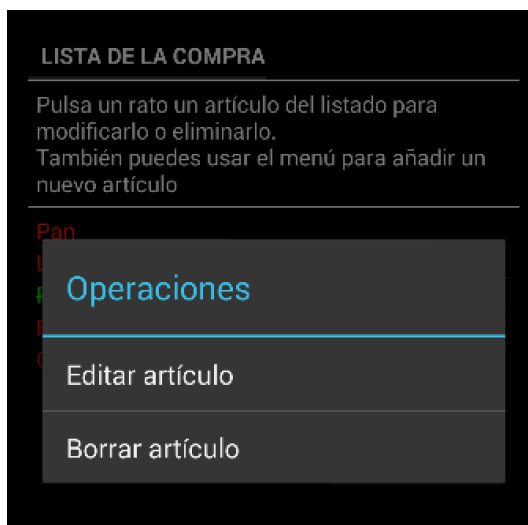 LISTA DE LA COMPRA
Pulsa un rato un artículo del listado para
modificarlo o eliminarlo.
También puedes usar el menú para añadir un
nuevo artículo
Pan
Operaciones
Editar artículo
Borrar artículo